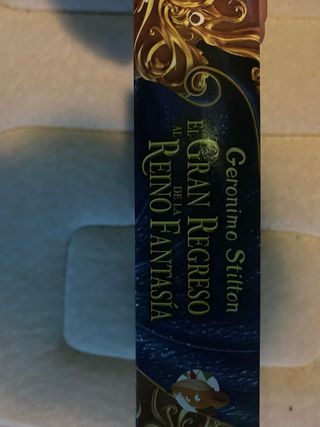 Geronimo Stilton
EL GRAN REGRESO
AL REINO DE LA FANTASÍA